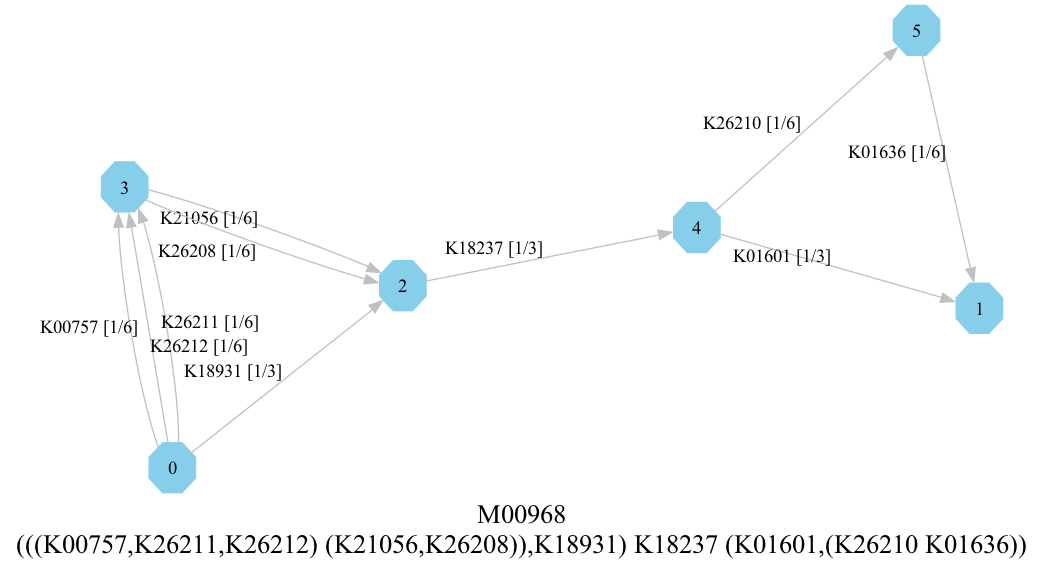 5
K26210 [1/6]
K01636 [1/6]
3
K21056 [1/6]
4
K18237 [1/3]
K26208 [1/6]
K01601 [1/3]
2
1
K26211 [1/6]
K00757 [1/6]
K26212 [1/6]
K18931 [1/3]
0
M00968
(((K00757,K26211,K26212) (K21056,K26208)),K18931) K18237 (K01601,(K26210 K01636))